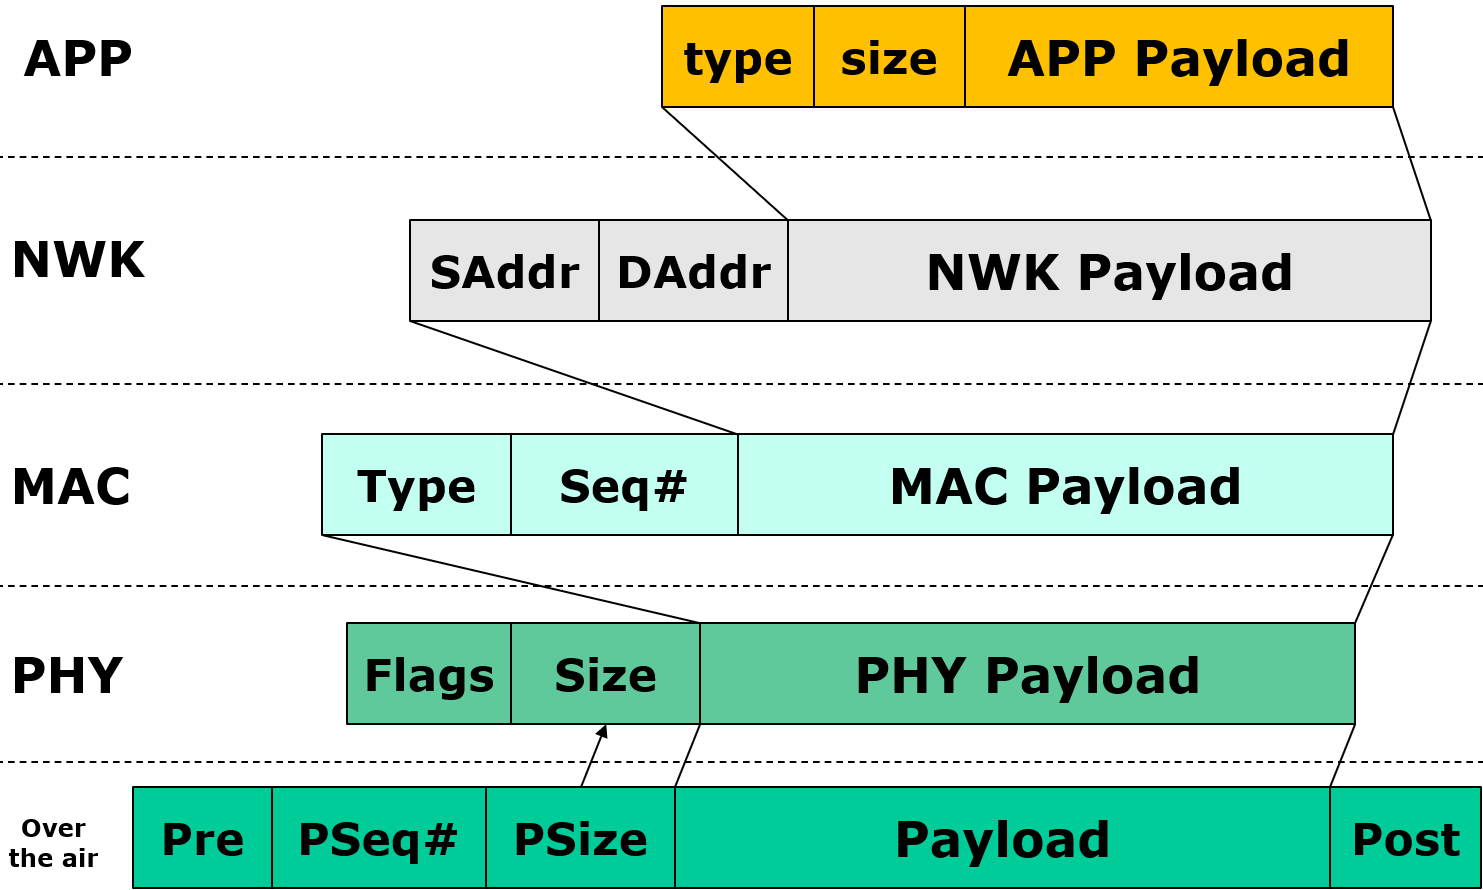 APP
type size APP Payload
NWK
SAddr DAddr NWK Payload
MAC
Type Seq# MAC Payload
PHY
Flags Size PHY Payload
Over
the air
Pre PSeq# PSize Payload Post